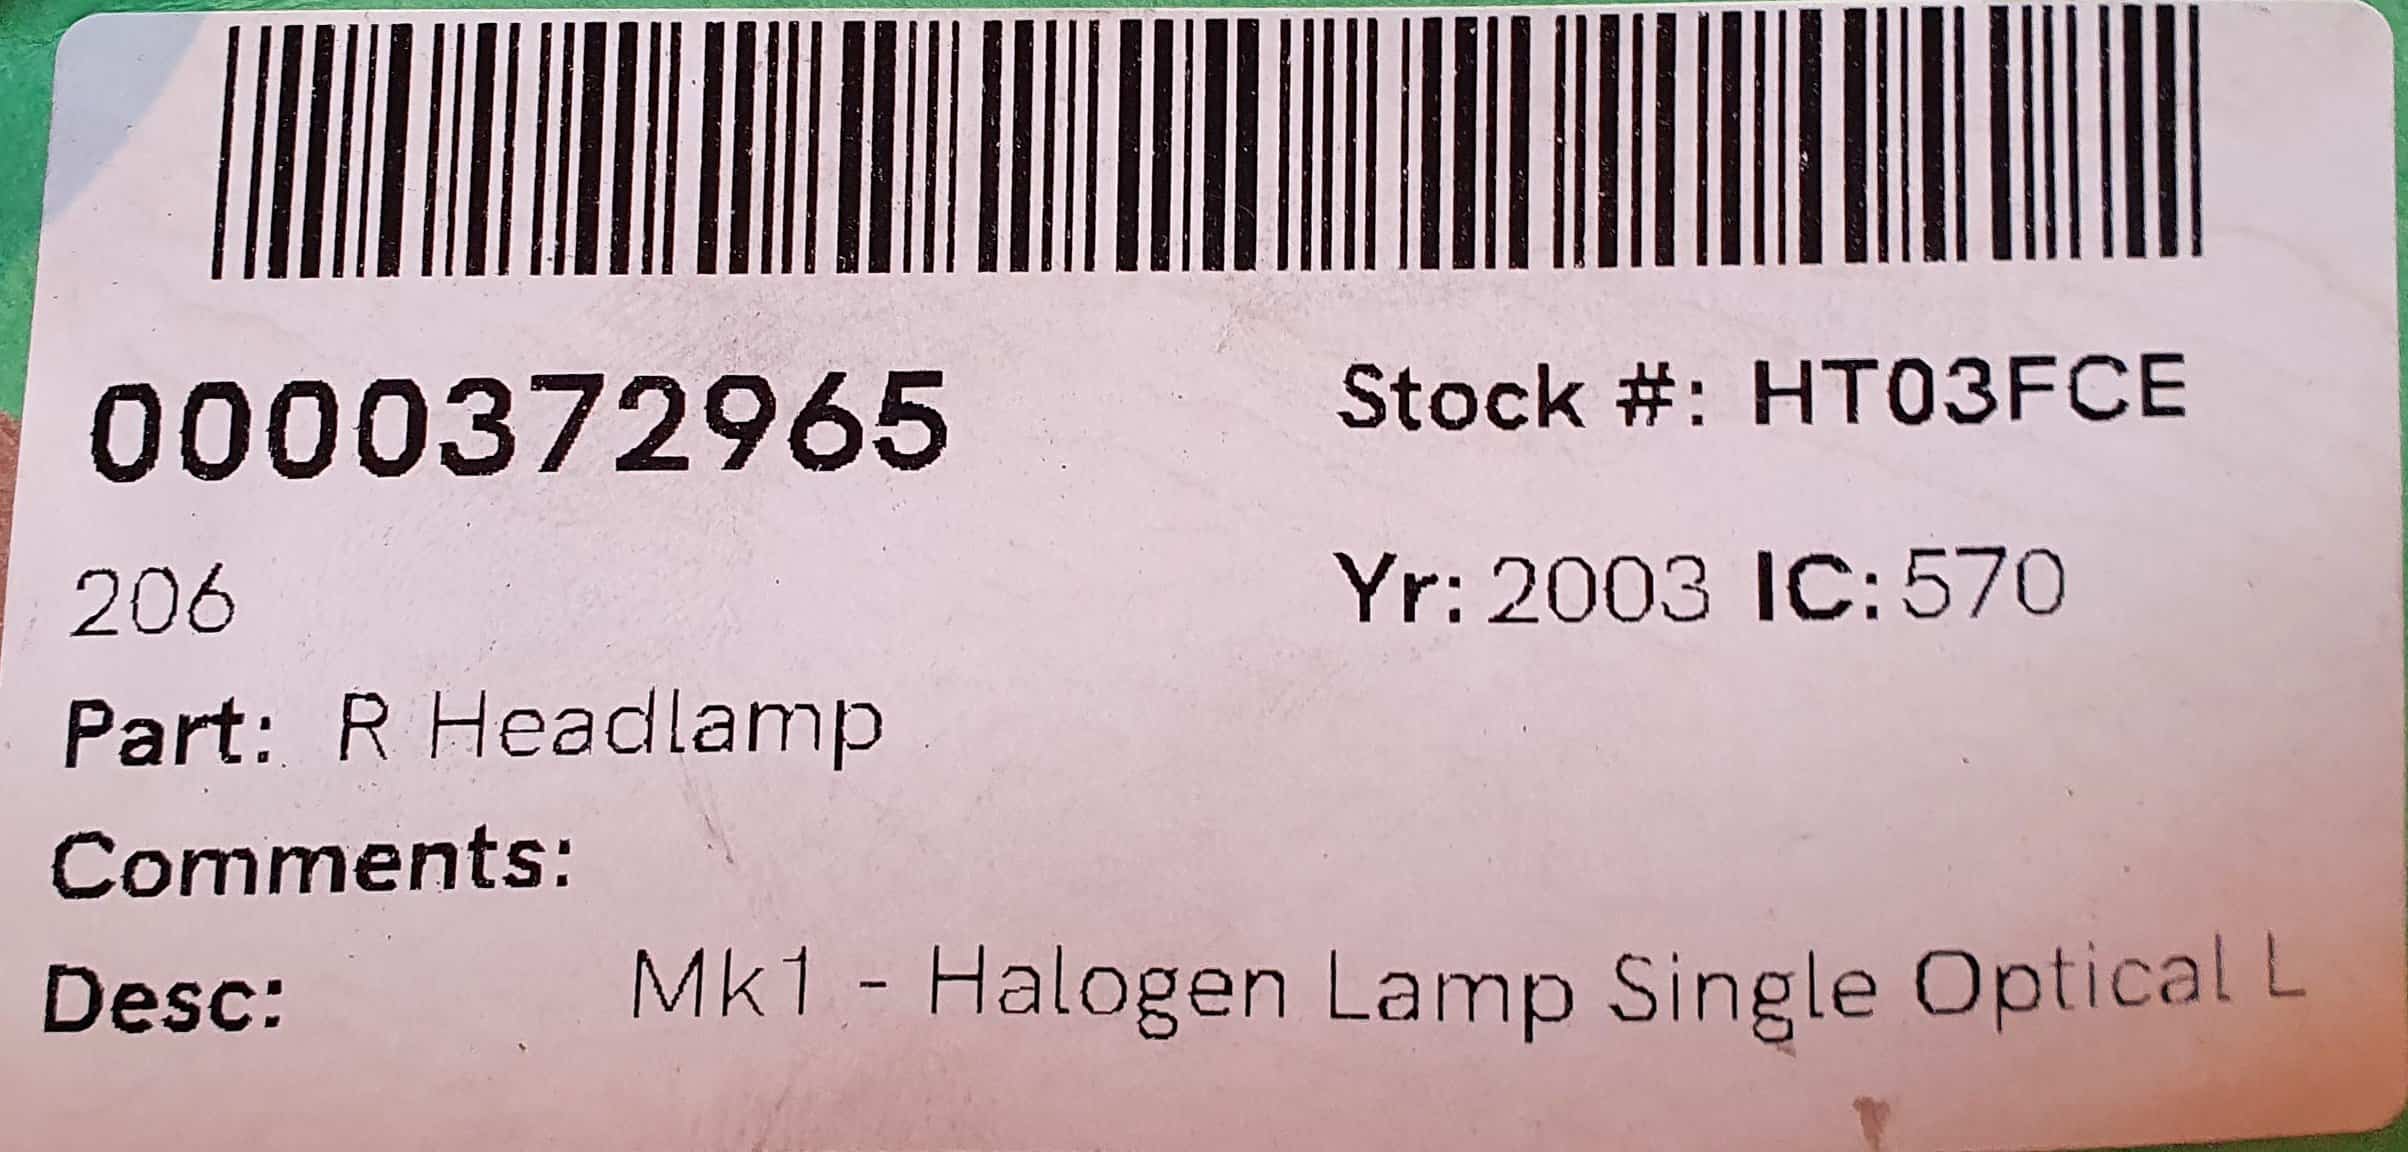 0000372965
Stock #: HT03FCE
206
Yr: 2003 IC: 570
Part: R Headlamp
Comments:
Desc: Mk1 - Halogen Lamp Single Optical L